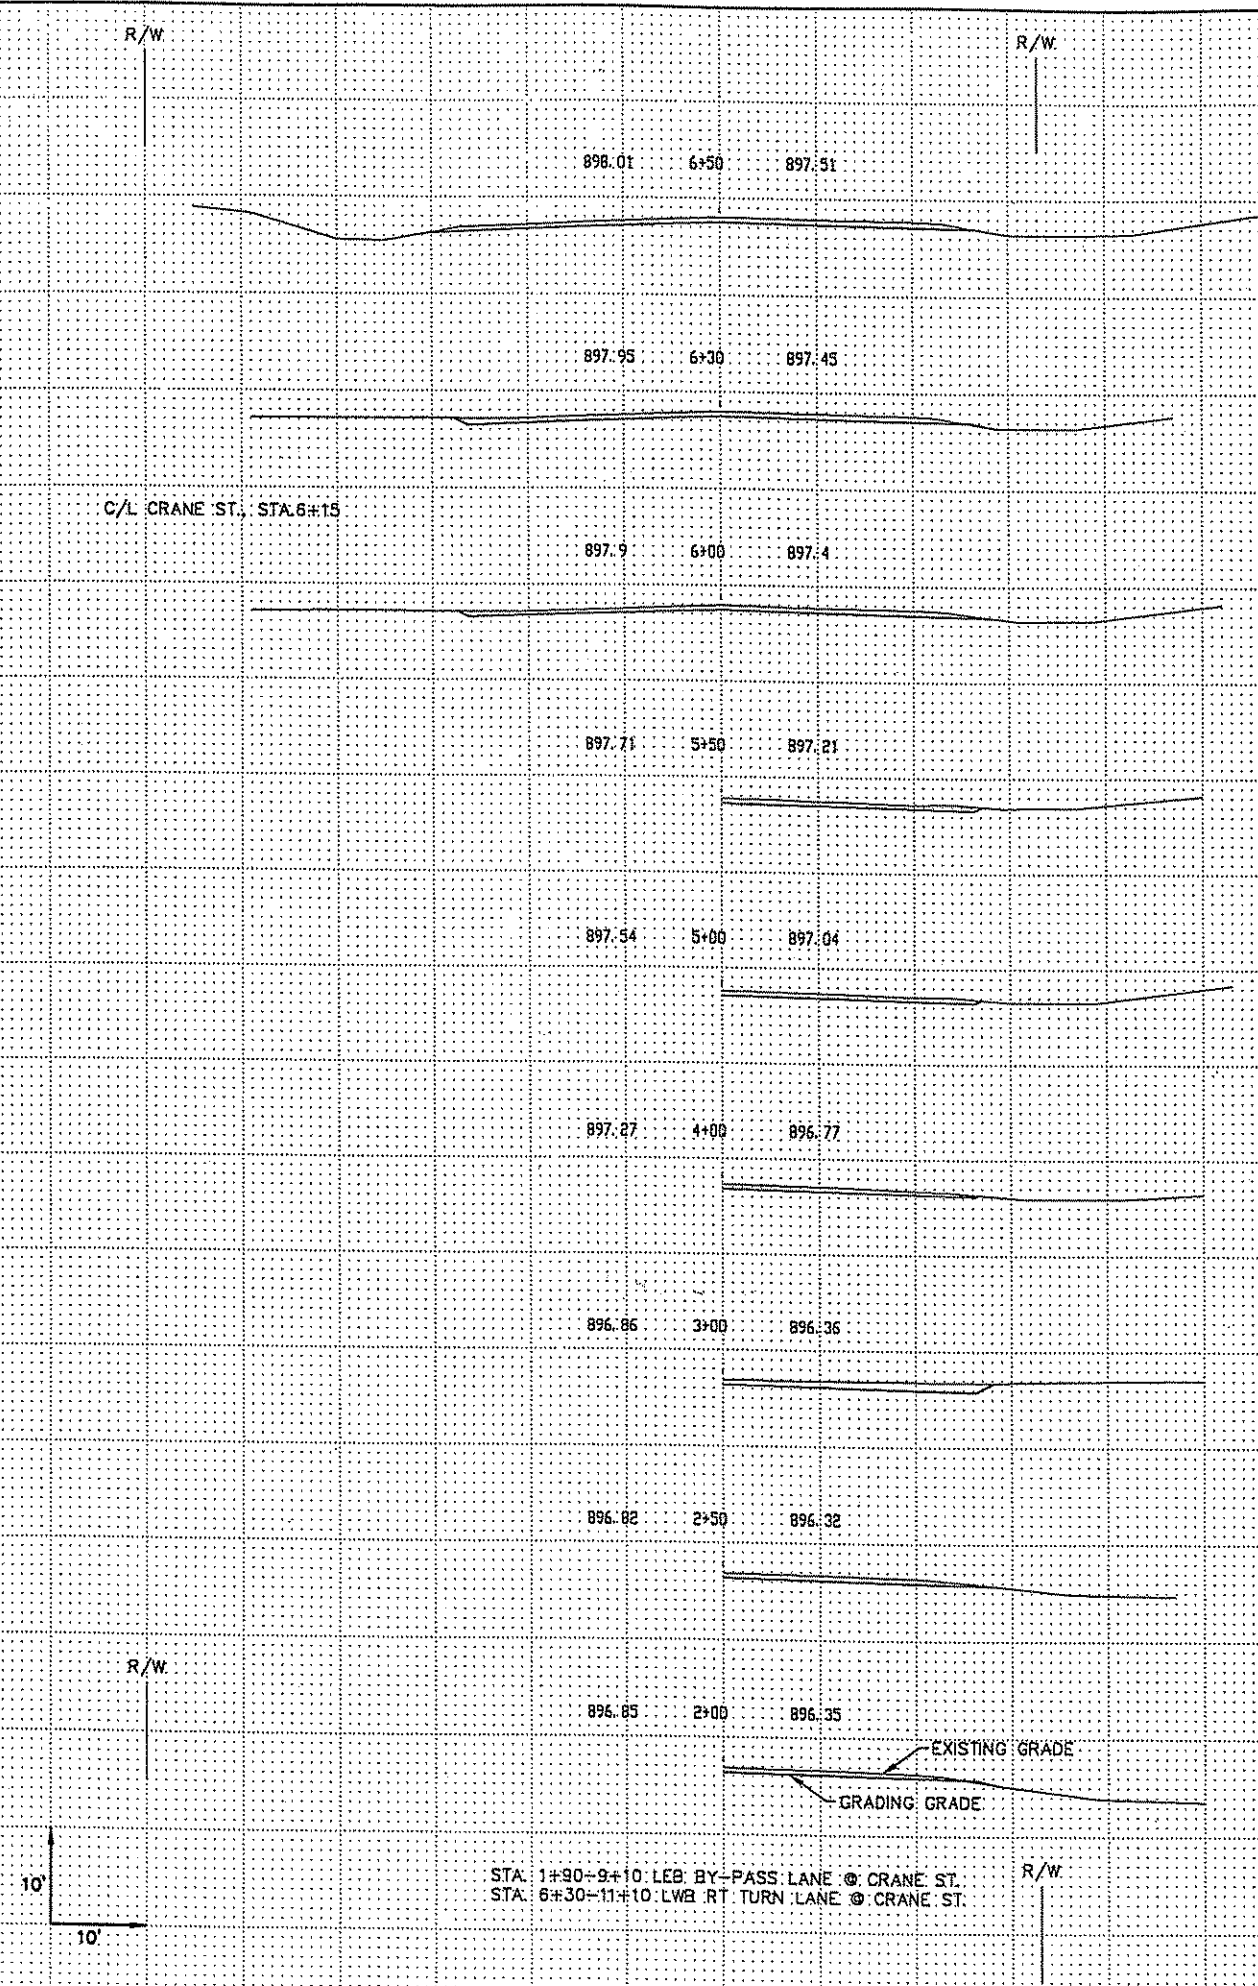 R/W
R/W
898.01 6+50 897.51
897.95 6+30 897.45
C/L CRANE ST., STA.6+15
897.9 6+00 897.4
897.71 5+50 897.21
897.54 5+00 897.04
897.27 4+00 896.77
896.86 3+00 896.36
896.82 2+50 896.32
R/W
896.85 2+00 896.35
EXISTING GRADE
GRADING GRADE
R/W
STA. 1+90-9+10 LEB BY-PASS LANE @ CRANE ST.
STA. 6+30-11+10 LWB RT TURN LANE @ CRANE ST.
10'
10'